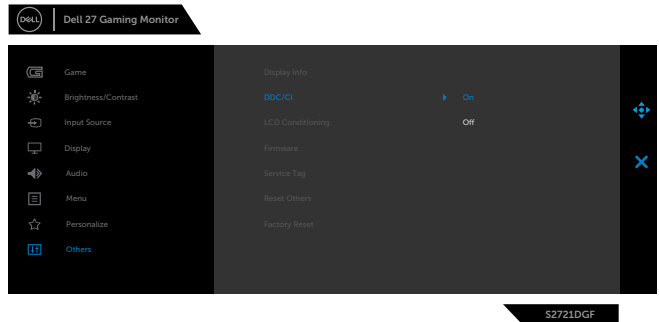 DELL
Dell 27 Gaming Monitor
Game
Display Info
Brightness/Contrast
DDC/CI
On
Input Source
LCD Conditioning
Off
Display
Firmware
Audio
Service Tag
Menu
Reset Others
Personalize
Factory Reset
Others
S2721DGF